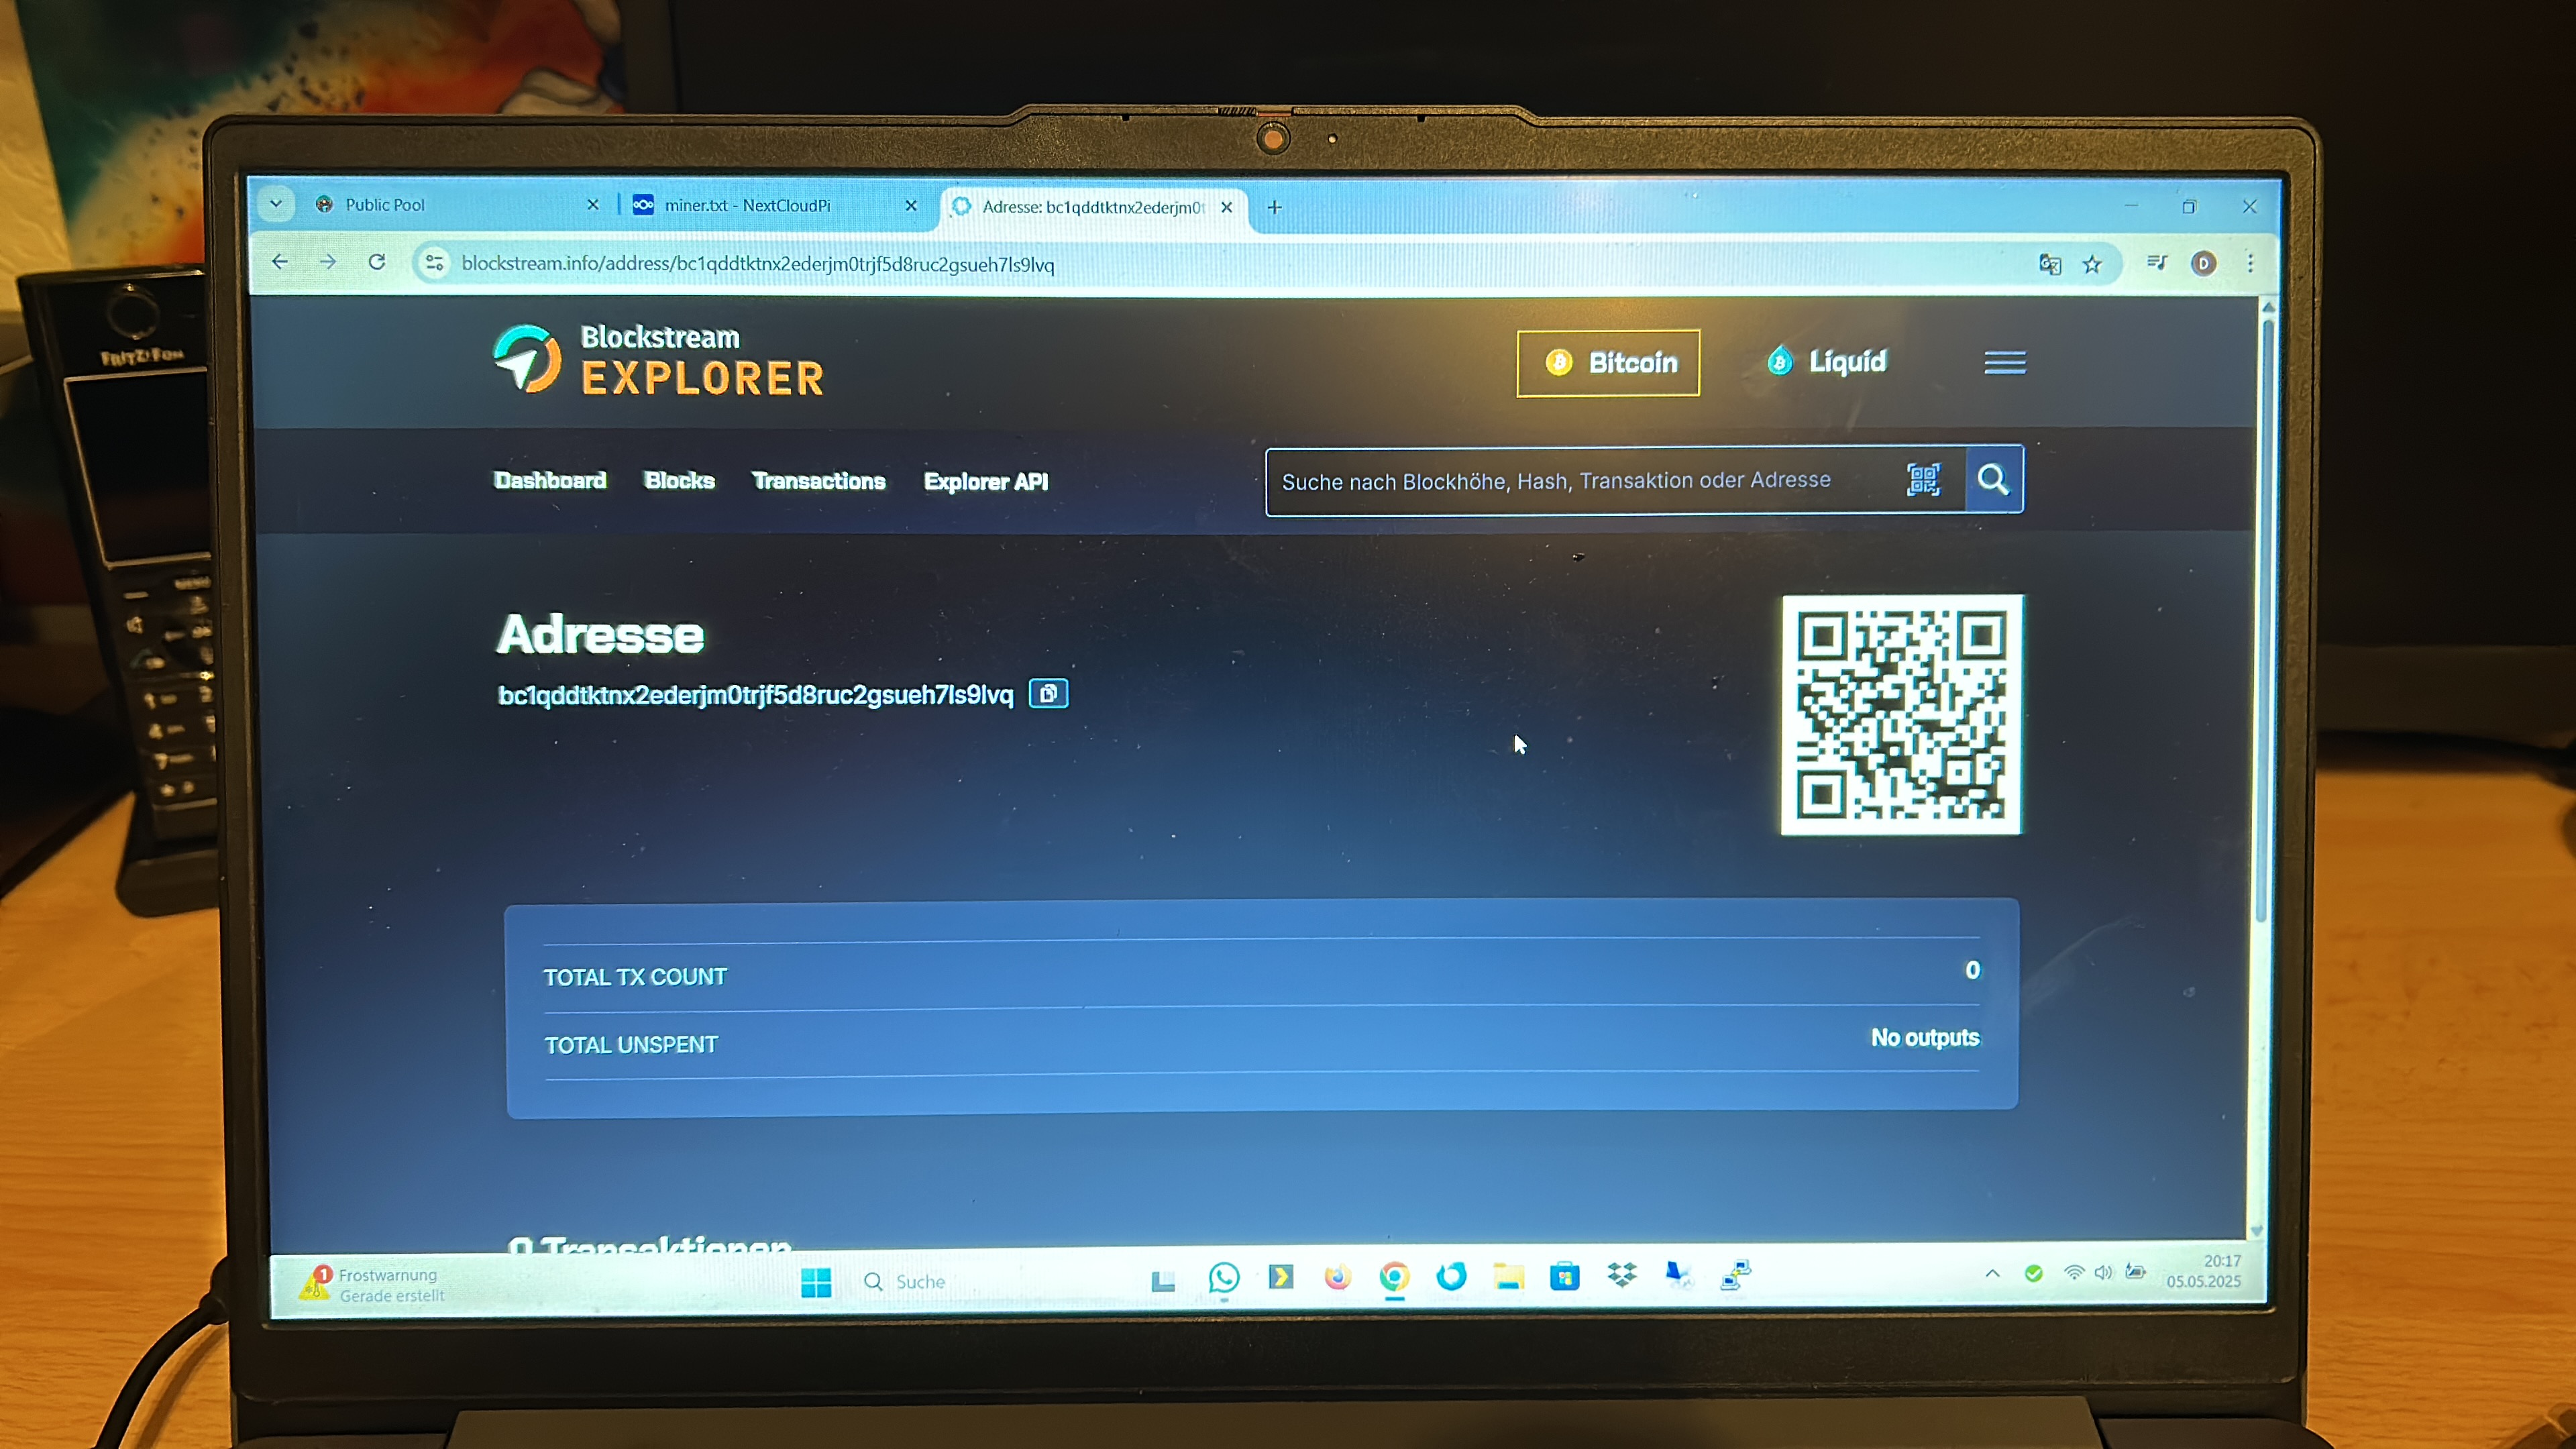 Public Pool
miner.txt - NextCloudPi
Adresse: bc1qddtktnx2ederjm0t
blockstream.info/address/bc1qddtktnx2ederjm0trjf5d8ruc2gsueh7ls9lvq
D
FRITZ!Fon
Blockstream
EXPLORER
Bitcoin
Liquid
Dashboard
Blocks
Transactions
Explorer API
Suche nach Blockhöhe, Hash, Transaktion oder Adresse
Adresse
bc1qddtktnx2ederjm0trjf5d8ruc2gsueh7ls9lvq
TOTAL TX COUNT
0
TOTAL UNSPENT
No outputs
0 Transaktionen
1
Frostwarnung
Gerade erstellt
Suche
20:17
05.05.2025